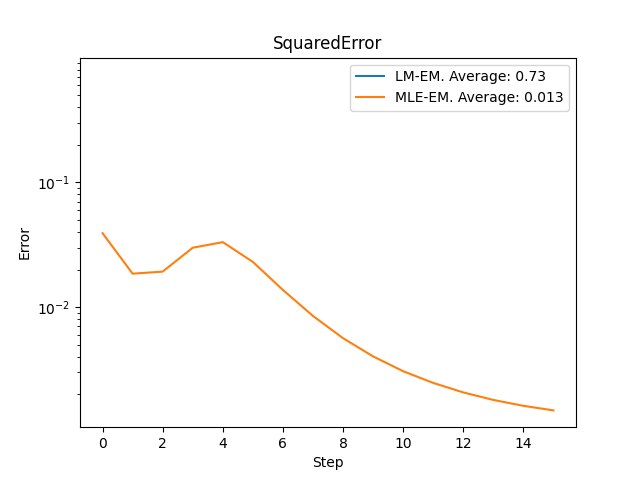 SquaredError
LM-EM. Average: 0.73
MLE-EM. Average: 0.013
Error
10⁻¹
10⁻²
0 2 4 6 8 10 12 14
Step